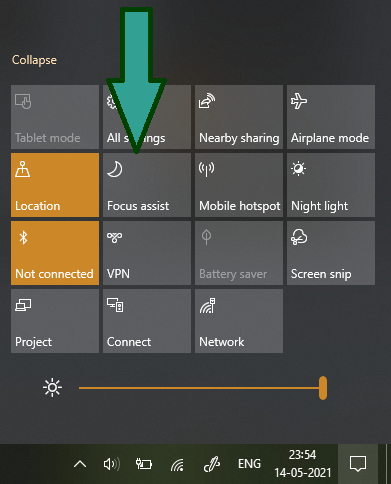 Collapse
Tablet mode
All settings
Nearby sharing
Airplane mode
Location
Focus assist
Mobile hotspot
Night light
Not connected
VPN
Battery saver
Screen snip
Project
Connect
Network
ENG
23:54
14-05-2021